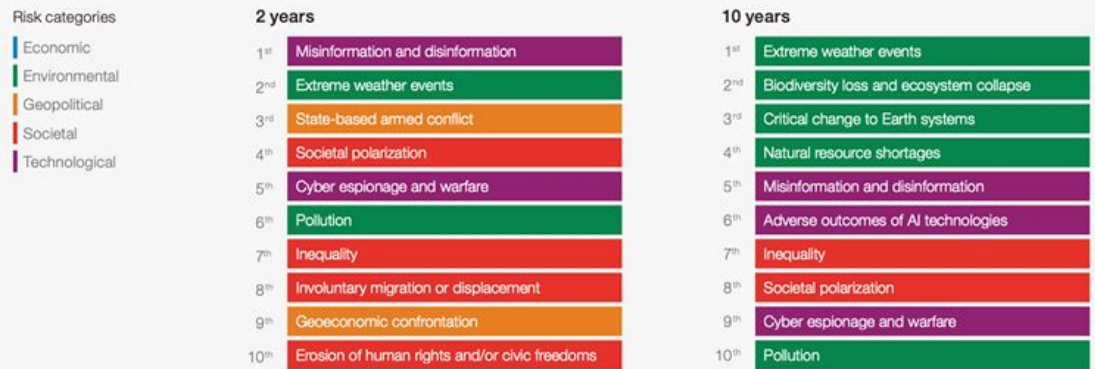 Risk categories
Economic
Environmental
Geopolitical
Societal
Technological
2 years
1st Misinformation and disinformation
2nd Extreme weather events
3rd State-based armed conflict
4th Societal polarization
5th Cyber espionage and warfare
6th Pollution
7th Inequality
8th Involuntary migration or displacement
9th Geoeconomic confrontation
10th Erosion of human rights and/or civic freedoms
10 years
1st Extreme weather events
2nd Biodiversity loss and ecosystem collapse
3rd Critical change to Earth systems
4th Natural resource shortages
5th Misinformation and disinformation
6th Adverse outcomes of AI technologies
7th Inequality
8th Societal polarization
9th Cyber espionage and warfare
10th Pollution